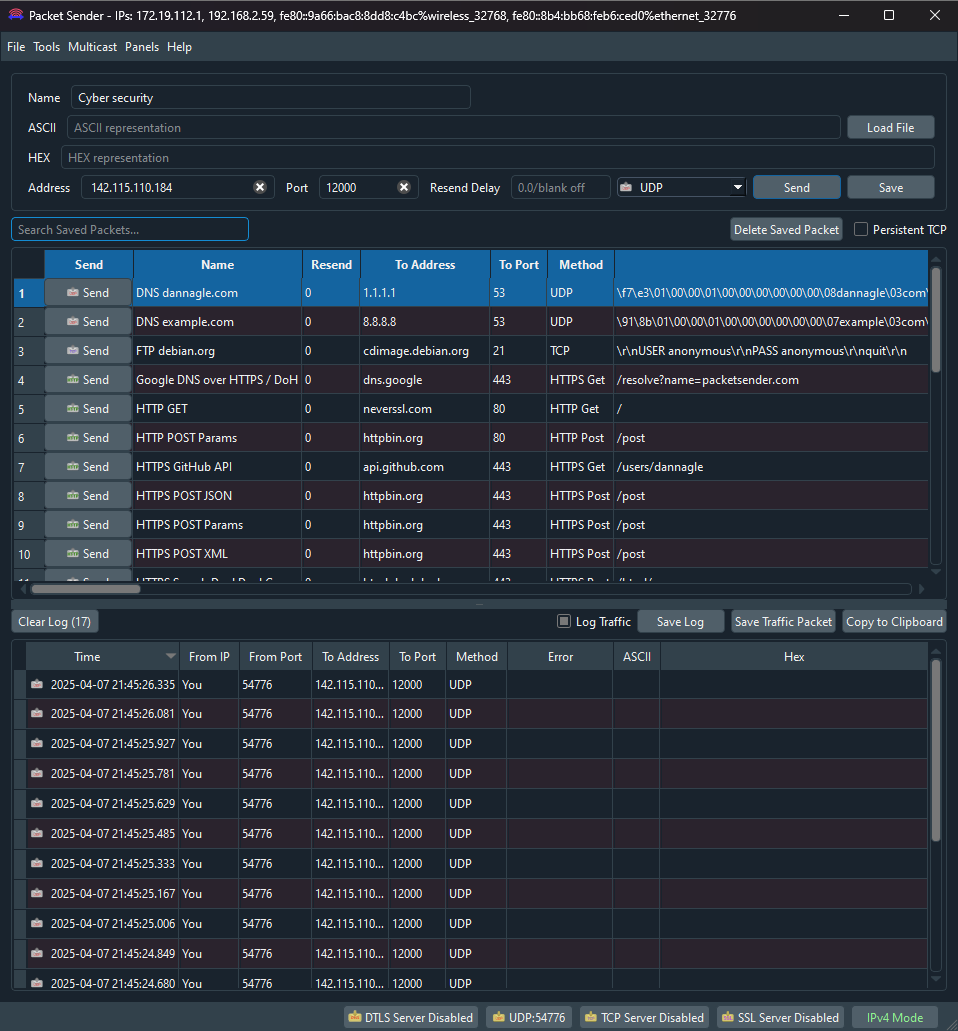 Packet Sender - IPs: 172.19.112.1, 192.168.2.59, fe80::9a66:bac8:8dd8:c4bc%wireless_32768, fe80::8b4:bb68:feb6:ced0%ethernet_32776
File Tools Multicast Panels Help
Name Cyber security
ASCII ASCII representation Load File
HEX HEX representation
Address 142.115.110.184 Port 12000 Resend Delay 0.0/blank off UDP Send Save
Search Saved Packets... Delete Saved Packet Persistent TCP
Send Name Resend To Address To Port Method
1 Send DNS dannagle.com 0 1.1.1.1 53 UDP \f7\e3\01\00\00\01\00\00\00\00\00\00\08dannagle\03com\
2 Send DNS example.com 0 8.8.8.8 53 UDP \91\8b\01\00\00\01\00\00\00\00\00\00\07example\03com\
3 Send FTP debian.org 0 cdimage.debian.org 21 TCP \r\nUSER anonymous\r\nPASS anonymous\r\nquit\r\n
4 Send Google DNS over HTTPS / DoH 0 dns.google 443 HTTPS Get /resolve?name=packetsender.com
5 Send HTTP GET 0 neverssl.com 80 HTTP Get /
6 Send HTTP POST Params 0 httpbin.org 80 HTTP Post /post
7 Send HTTPS GitHub API 0 api.github.com 443 HTTPS Get /users/dannagle
8 Send HTTPS POST JSON 0 httpbin.org 443 HTTPS Post /post
9 Send HTTPS POST Params 0 httpbin.org 443 HTTPS Post /post
10 Send HTTPS POST XML 0 httpbin.org 443 HTTPS Post /post
Clear Log (17) Log Traffic Save Log Save Traffic Packet Copy to Clipboard
Time From IP From Port To Address To Port Method Error ASCII Hex
2025-04-07 21:45:26.335 You 54776 142.115.110... 12000 UDP
2025-04-07 21:45:26.081 You 54776 142.115.110... 12000 UDP
2025-04-07 21:45:25.927 You 54776 142.115.110... 12000 UDP
2025-04-07 21:45:25.781 You 54776 142.115.110... 12000 UDP
2025-04-07 21:45:25.629 You 54776 142.115.110... 12000 UDP
2025-04-07 21:45:25.485 You 54776 142.115.110... 12000 UDP
2025-04-07 21:45:25.333 You 54776 142.115.110... 12000 UDP
2025-04-07 21:45:25.167 You 54776 142.115.110... 12000 UDP
2025-04-07 21:45:25.006 You 54776 142.115.110... 12000 UDP
2025-04-07 21:45:24.849 You 54776 142.115.110... 12000 UDP
2025-04-07 21:45:24.680 You 54776 142.115.110... 12000 UDP
DTLS Server Disabled UDP:54776 TCP Server Disabled SSL Server Disabled IPv4 Mode